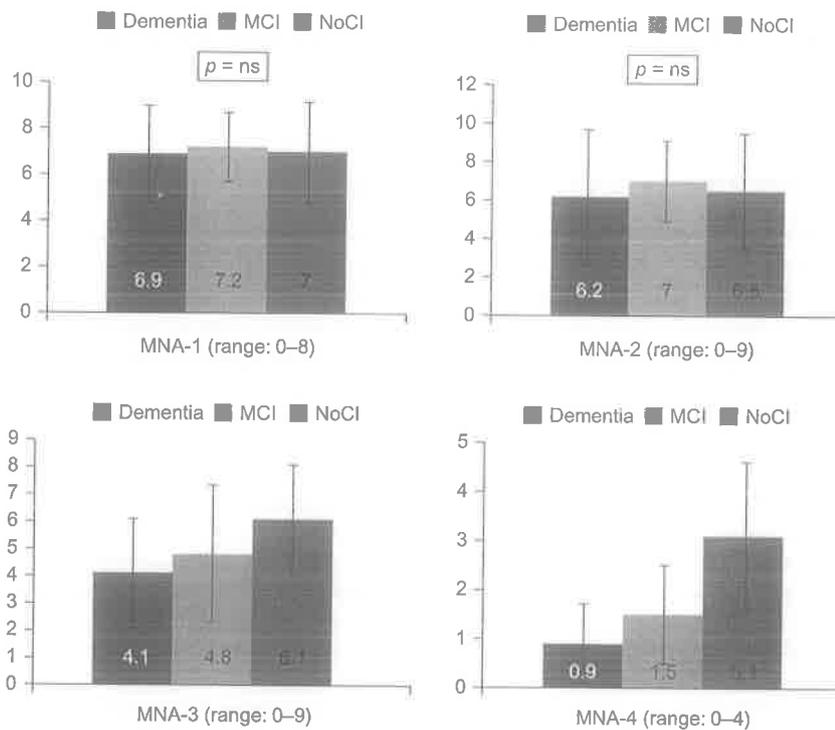 Dementia MCI NoCI
p = ns
10
8
6
4
2
0
6.9 7.2 7
MNA-1 (range: 0–8)
Dementia MCI NoCI
p = ns
12
10
8
6
4
2
0
6.2 7
MNA-2 (range: 0–9)
Dementia MCI NoCI
9
8
7
6
5
4
3
2
1
0
4.1 4.8 6.1
MNA-3 (range: 0–9)
Dementia MCI NoCI
5
4
3
2
1
0
0.9 1.5
MNA-4 (range: 0–4)